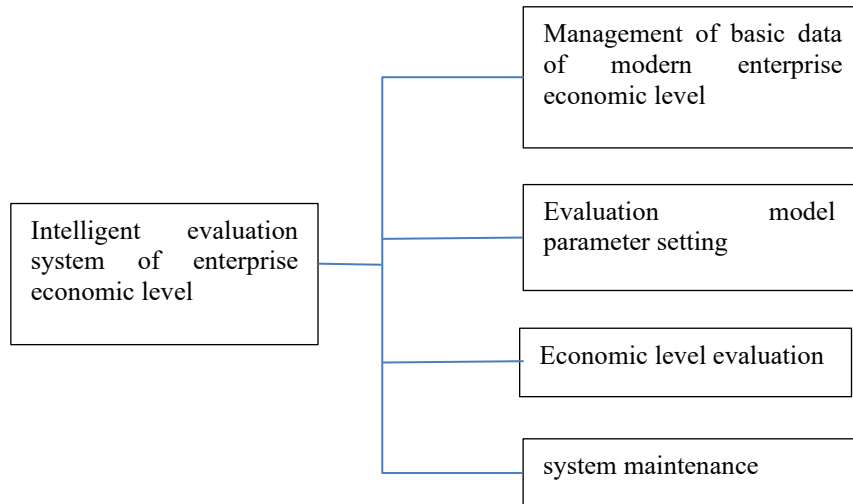 Management of basic data
of modern enterprise
economic level
Intelligent evaluation
system of enterprise
economic level
Evaluation model
parameter setting
Economic level evaluation
system maintenance